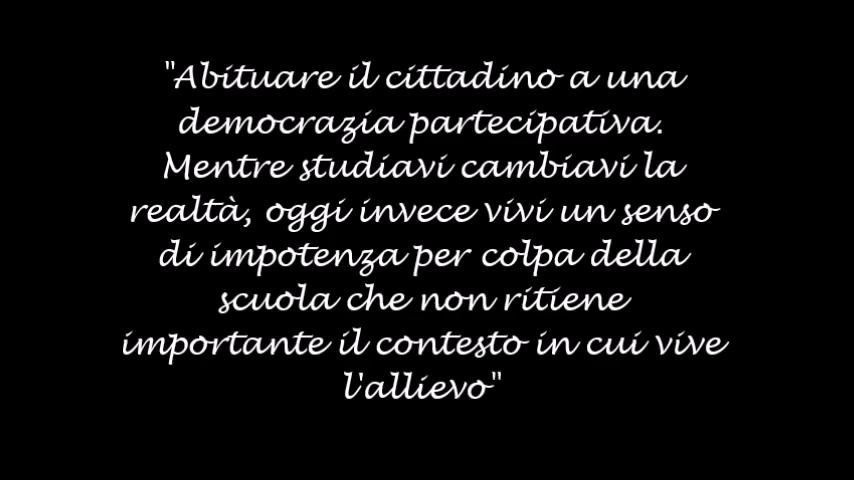 "Abituare il cittadino a una
democrazia partecipativa.
Mentre studiavi cambiavi la
realtà, oggi invece vivi un senso
di impotenza per colpa della
scuola che non ritiene
importante il contesto in cui vive
l'allievo"